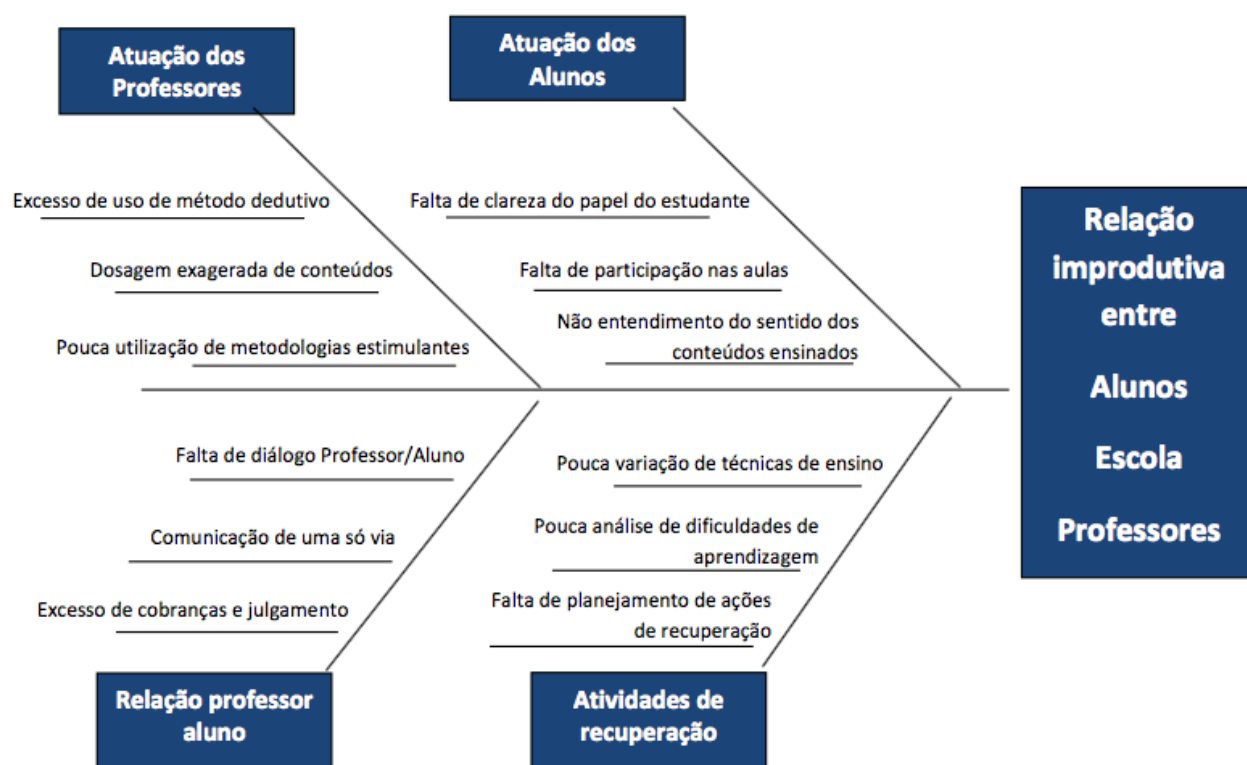 Atuação dos
Professores
Atuação dos
Alunos
Excesso de uso de método dedutivo
Dosagem exagerada de conteúdos
Pouca utilização de metodologias estimulantes
Falta de clareza do papel do estudante
Falta de participação nas aulas
Não entendimento do sentido dos
conteúdos ensinados
Relação
improdutiva
entre
Alunos
Escola
Professores
Falta de diálogo Professor/Aluno
Comunicação de uma só via
Excesso de cobranças e julgamento
Pouca variação de técnicas de ensino
Pouca análise de dificuldades de
aprendizagem
Falta de planejamento de ações
de recuperação
Relação professor
aluno
Atividades de
recuperação